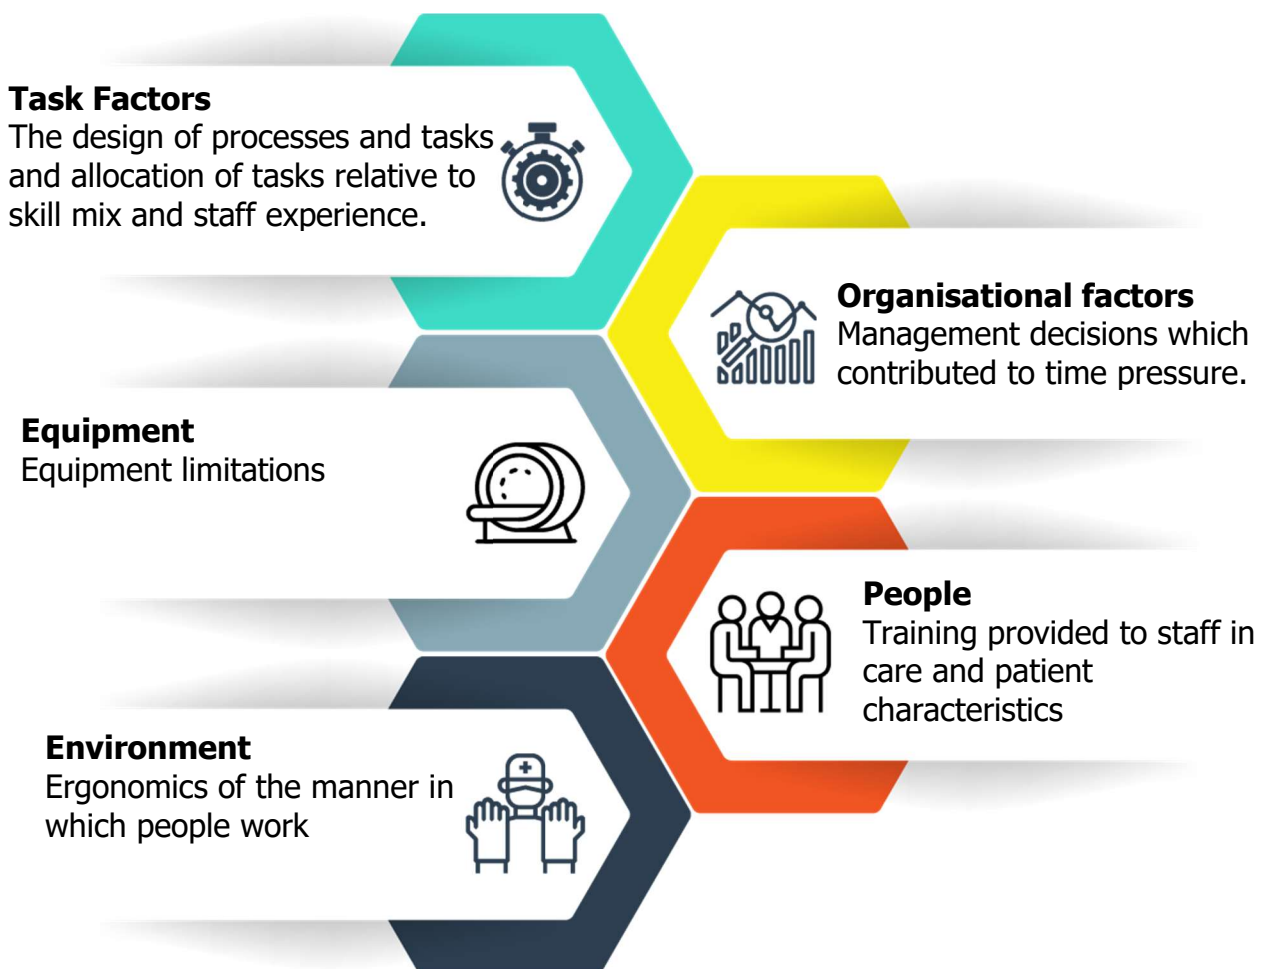 Task Factors
The design of processes and tasks
and allocation of tasks relative to
skill mix and staff experience.
Organisational factors
Management decisions which
contributed to time pressure.
Equipment
Equipment limitations
People
Training provided to staff in
care and patient
characteristics
Environment
Ergonomics of the manner in
which people work